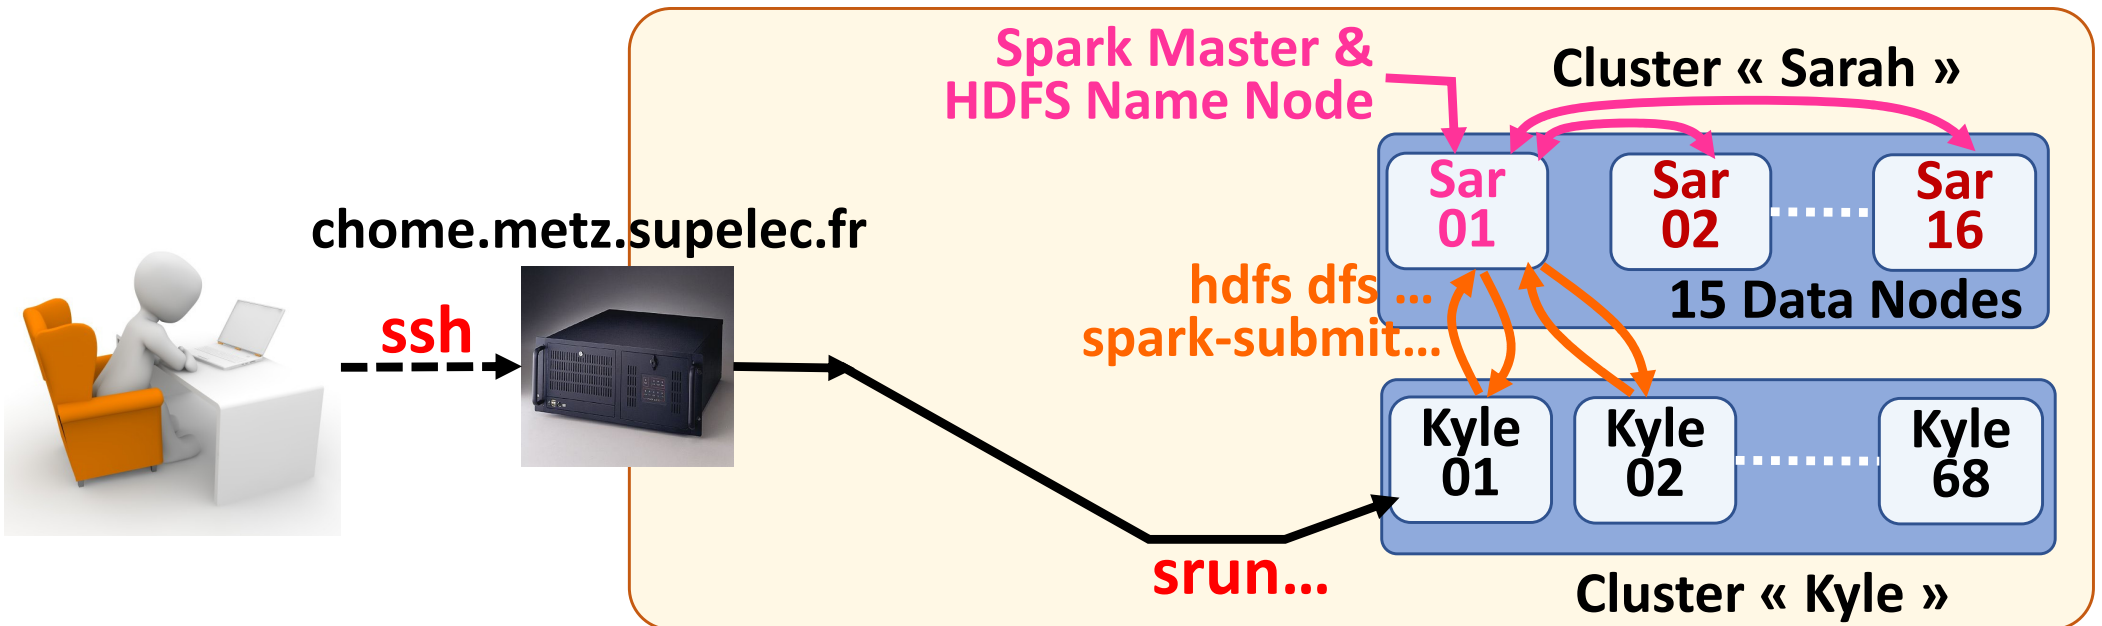 Spark Master &
HDFS Name Node
Cluster « Sarah »
Sar
01
Sar
02
Sar
16
15 Data Nodes
chome.metz.supelec.fr
ssh
hdfs dfs ...
spark-submit...
Kyle
01
Kyle
02
Kyle
68
srun...
Cluster « Kyle »